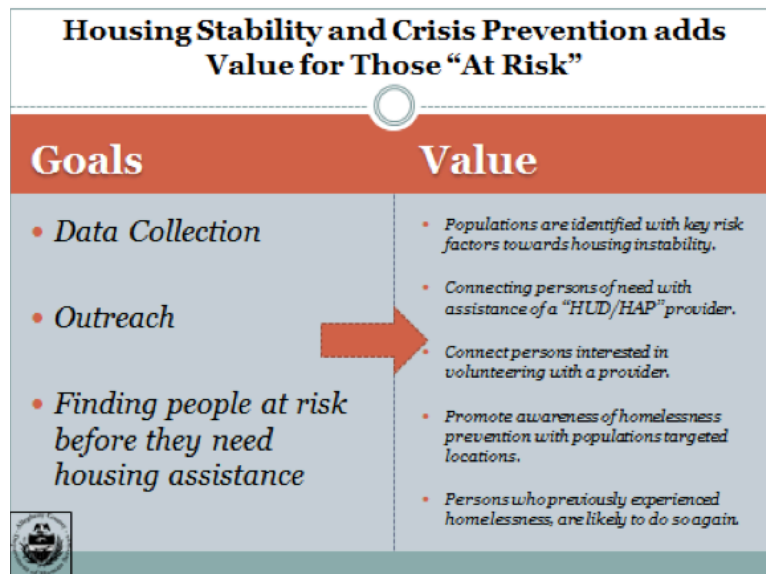 Housing Stability and Crisis Prevention adds
Value for Those “At Risk”
Goals
• Data Collection
• Outreach
• Finding people at risk
before they need
housing assistance
Value
• Populations are identified with key risk
factors towards housing instability.
• Connecting persons of need with
assistance of a “HUD/HAP” provider.
• Connect persons interested in
volunteering with a provider.
• Promote awareness of homelessness
prevention with populations targeted
locations.
• Persons who previously experienced
homelessness, are likely to do so again.
Allegheny County